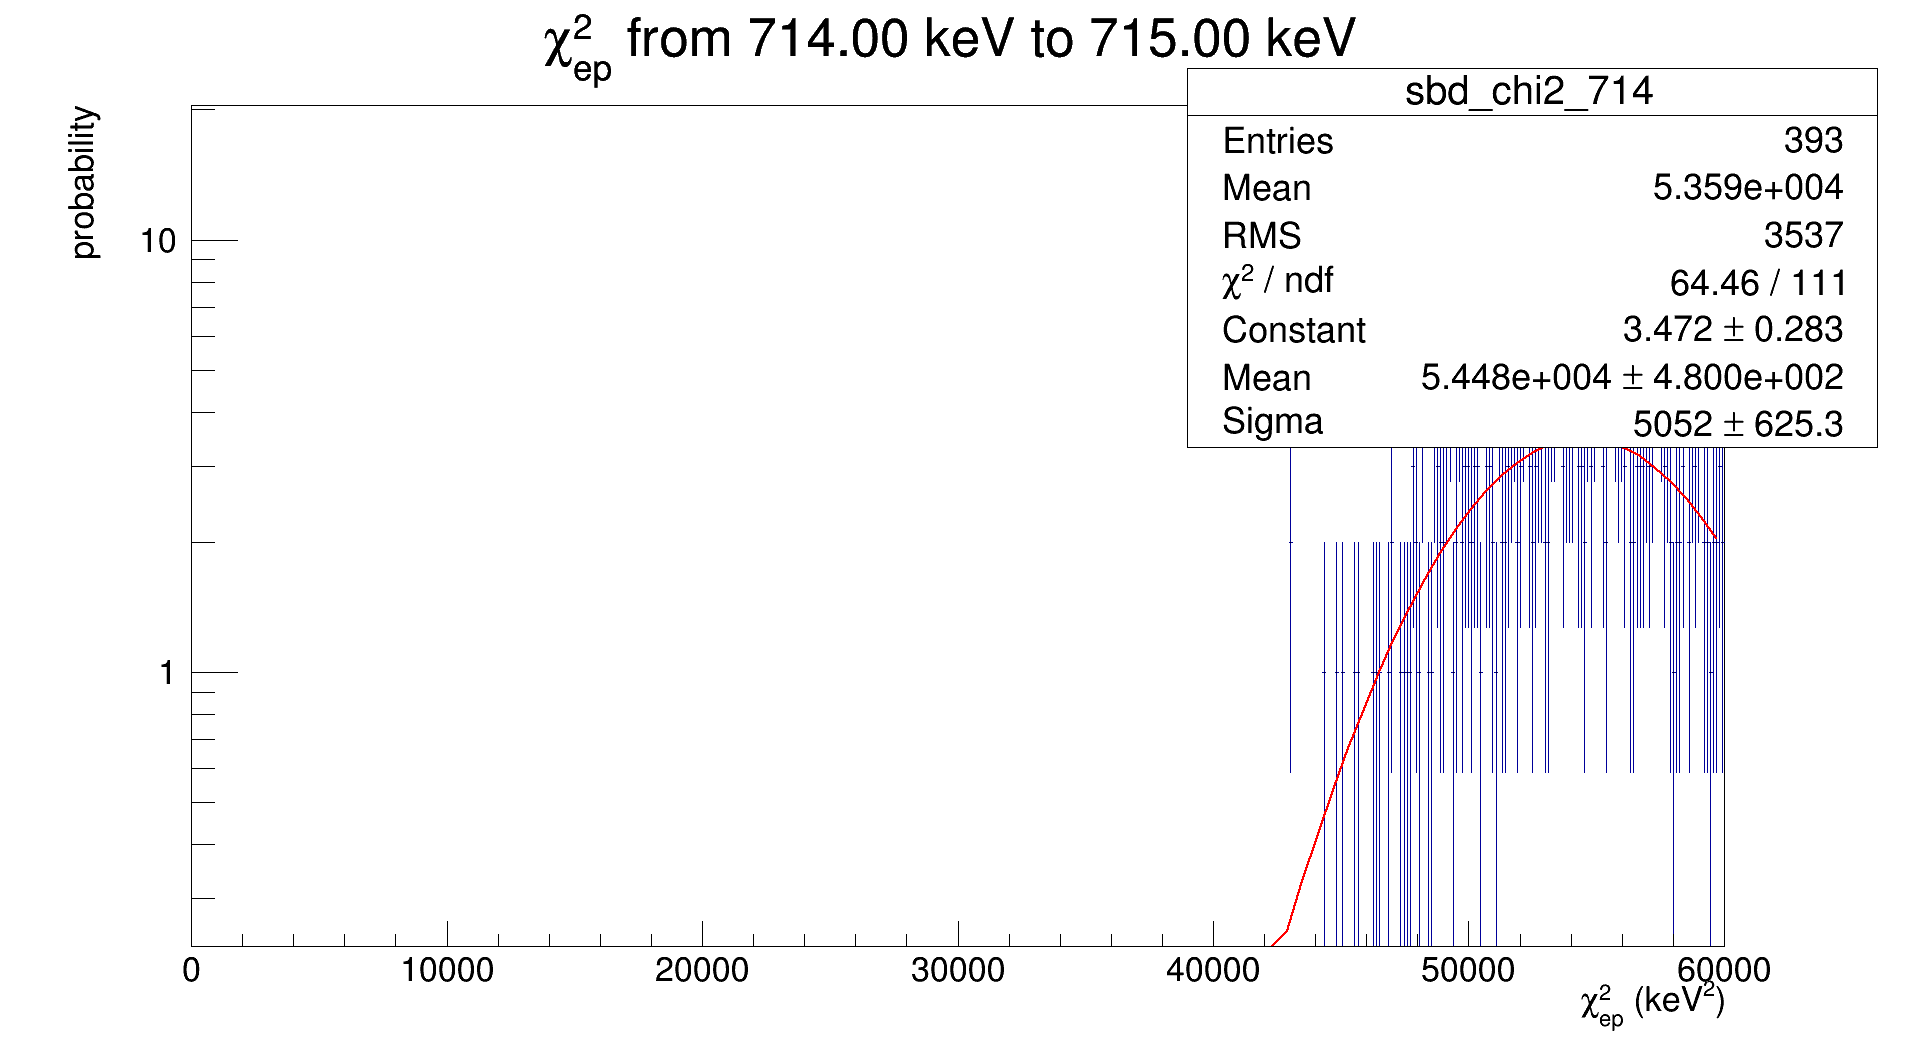 χ²ep from 714.00 keV to 715.00 keV
sbd_chi2_714
Entries 393
Mean 5.359e+004
RMS 3537
χ² / ndf 64.46 / 111
Constant 3.472 ± 0.283
Mean 5.448e+004 ± 4.800e+002
Sigma 5052 ± 625.3
probability
10
1
0 10000 20000 30000 40000 50000 60000
χ²ep (keV²)